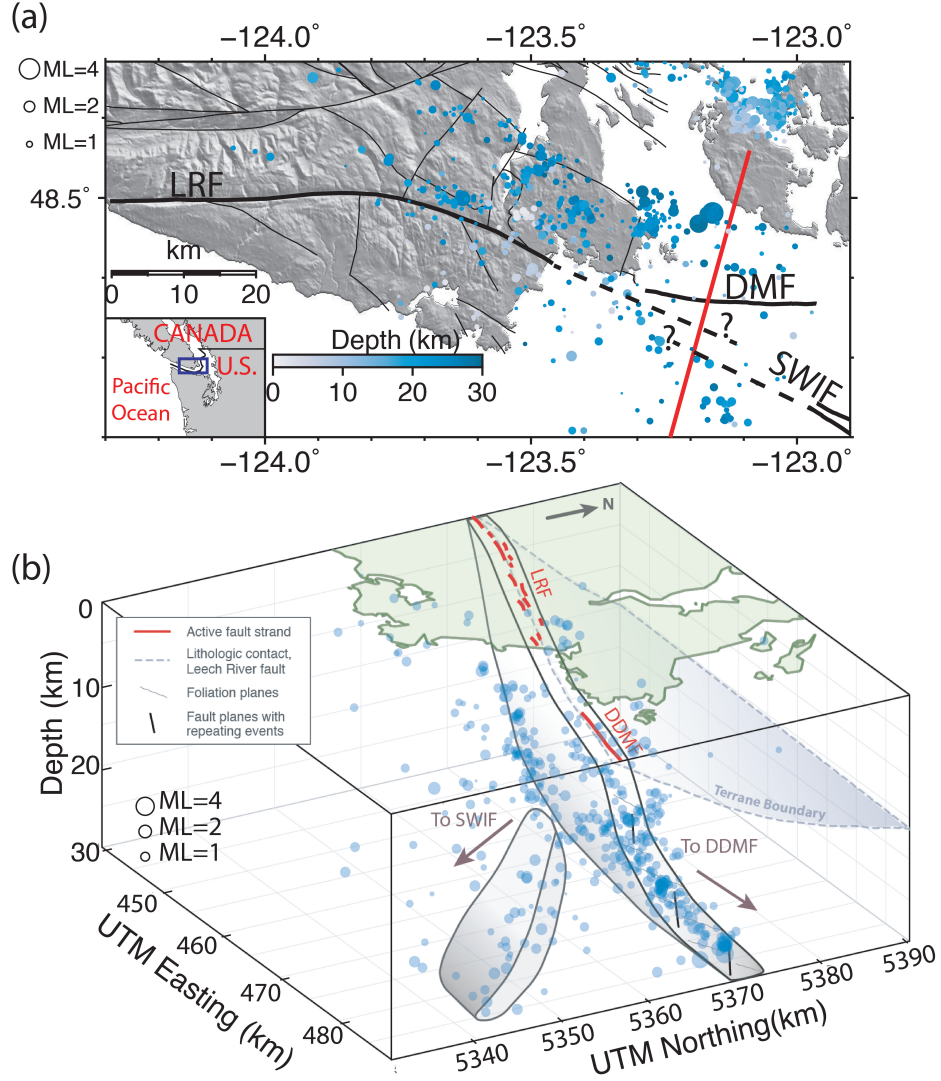 (a)
−124.0° −123.5° −123.0°
ML=4
ML=2
ML=1
48.5°
LRF
km
0 10 20
DMF
?
?
SWIF
CANADA
U.S.
Pacific
Ocean
Depth (km)
0 10 20 30
−124.0° −123.5° −123.0°
(b)
N
0
10
20
30
Depth (km)
Active fault strand
Lithologic contact,
Leech River fault
Foliation planes
Fault planes with
repeating events
LRF
DDMF
ML=4
ML=2
ML=1
To SWIF
To DDMF
Terrane Boundary
450
460
470
480
UTM Easting (km)
5340
5350
5360
5370
5380
5390
UTM Northing(km)